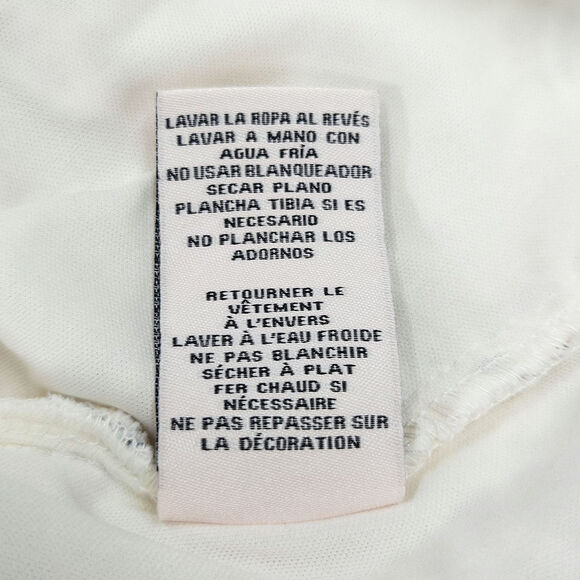 LAVAR LA ROPA AL REVÉS
LAVAR A MANO CON
AGUA FRÍA
NO USAR BLANQUEADOR
SECAR PLANO
PLANCHA TIBIA SI ES
NECESARIO
NO PLANCHAR LOS
ADORNOS
RETOURNER LE
VÊTEMENT
À L'ENVERS
LAVER À L'EAU FROIDE
NE PAS BLANCHIR
SÉCHER À PLAT
FER CHAUD SI
NÉCESSAIRE
NE PAS REPASSER SUR
LA DÉCORATION